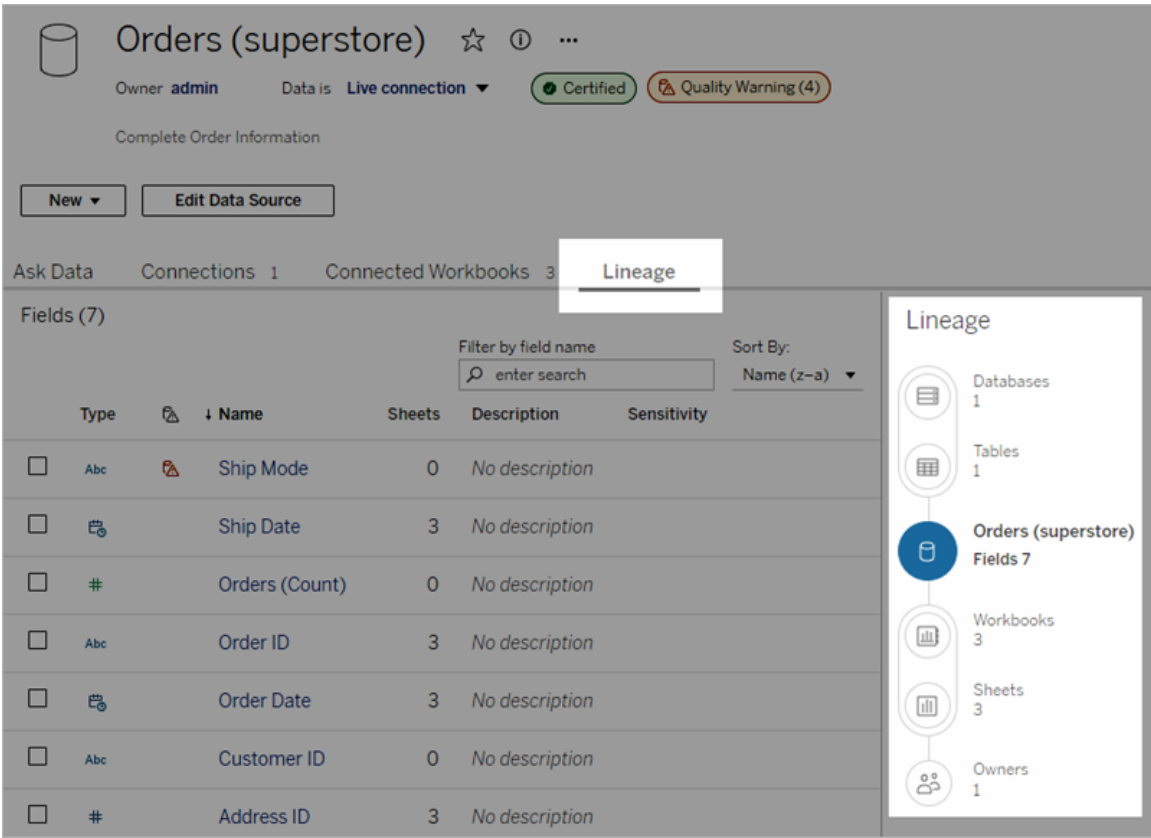 Orders (superstore)
Owner admin Data is Live connection Certified Quality Warning (4)
Complete Order Information
New Edit Data Source
Ask Data Connections 1 Connected Workbooks 3 Lineage
Fields (7)
Filter by field name Sort By:
enter search Name (z–a)
Type ↓ Name Sheets Description Sensitivity
Abc Ship Mode 0 No description
Ship Date 3 No description
# Orders (Count) 0 No description
Abc Order ID 3 No description
Order Date 3 No description
Abc Customer ID 0 No description
# Address ID 3 No description
Lineage
Databases
1
Tables
1
Orders (superstore)
Fields 7
Workbooks
3
Sheets
3
Owners
1